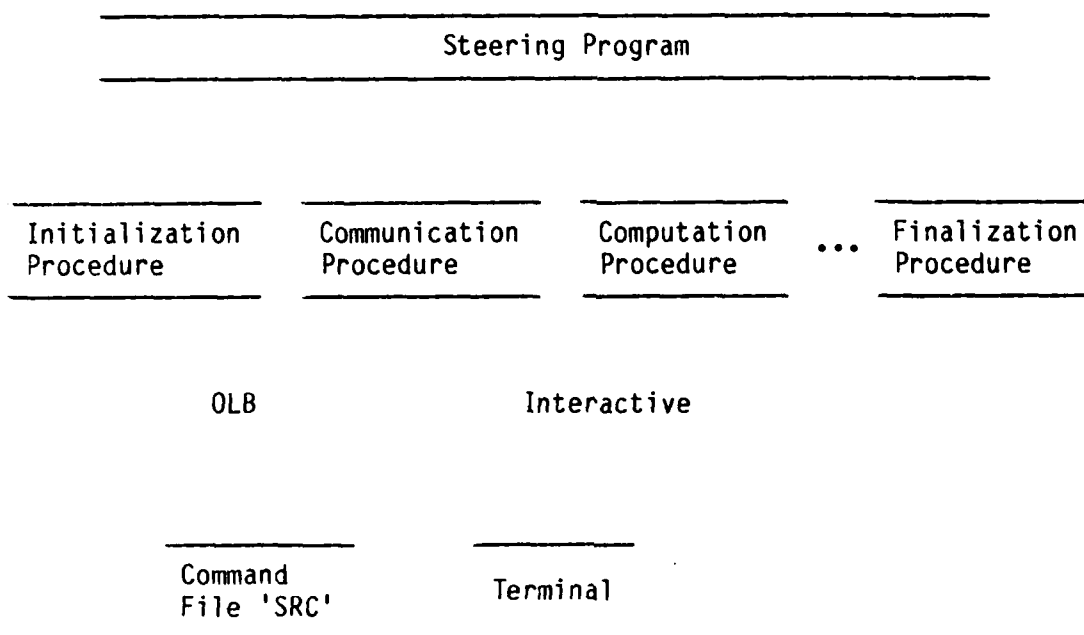 Steering Program
Initialization Procedure
Communication Procedure
Computation Procedure
•••
Finalization Procedure
OLB
Interactive
Command
File 'SRC'
Terminal